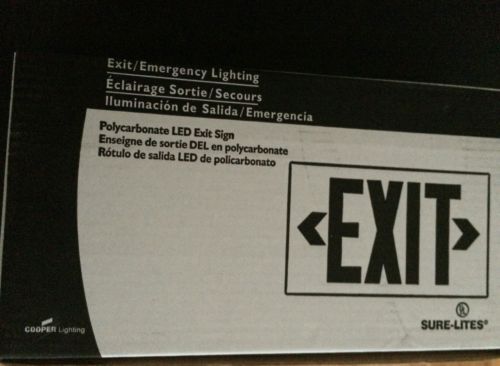 Exit/Emergency Lighting
Éclairage Sortie/Secours
Iluminación de Salida/Emergencia
Polycarbonate LED Exit Sign
Enseigne de sortie DEL en polycarbonate
Rótulo de salida LED de policarbonato
EXIT
UL
SURE-LITES®
COOPER Lighting